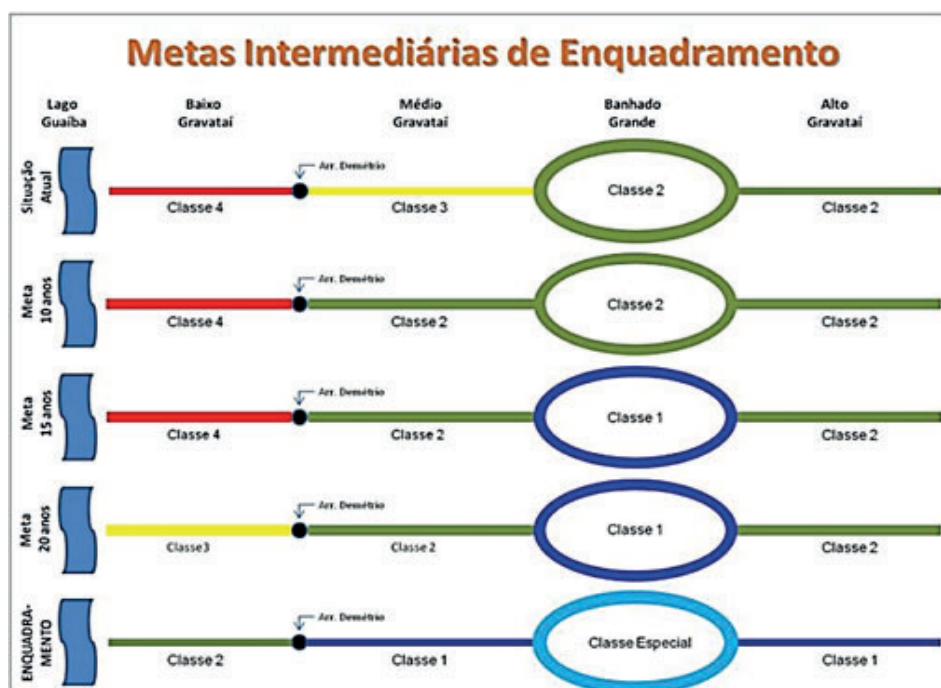 Metas Intermediárias de Enquadramento
Lago
Guaíba
Baixo
Gravataí
Médio
Gravataí
Banhado
Grande
Alto
Gravataí
Situação
Atual
Arr. Demétrio
Classe 4
Classe 3
Classe 2
Classe 2
Meta
10 anos
Arr. Demétrio
Classe 4
Classe 2
Classe 2
Classe 2
Meta
15 anos
Arr. Demétrio
Classe 4
Classe 2
Classe 1
Classe 2
Meta
20 anos
Arr. Demétrio
Classe3
Classe 2
Classe 1
Classe 2
ENQUADRA-
MENTO
Arr. Demétrio
Classe 2
Classe 1
Classe Especial
Classe 1